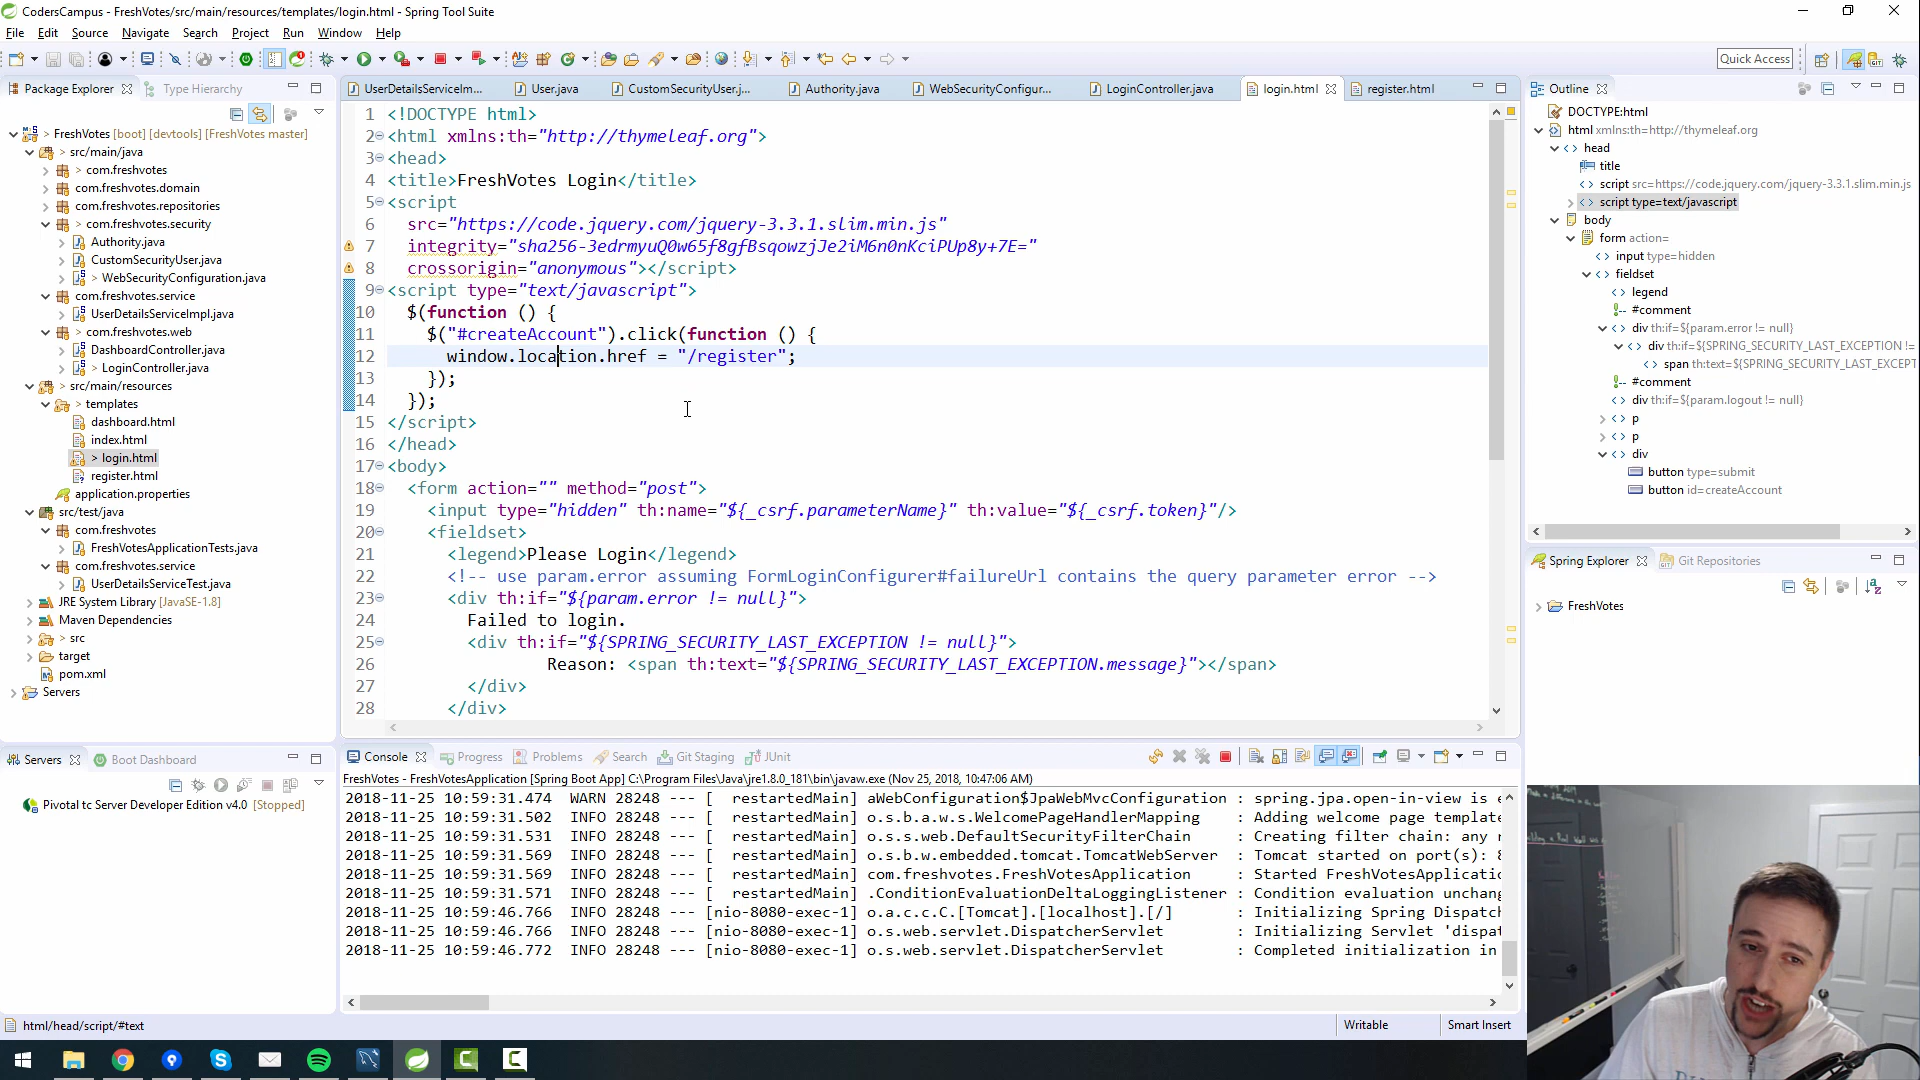 CodersCampus - FreshVotes/src/main/resources/templates/login.html - Spring Tool Suite
File Edit Source Navigate Search Project Run Window Help
Quick Access
Package Explorer
Type Hierarchy
FreshVotes [boot] [devtools] [FreshVotes master]
> src/main/java
> com.freshvotes
com.freshvotes.domain
com.freshvotes.repositories
> com.freshvotes.security
Authority.java
CustomSecurityUser.java
> WebSecurityConfiguration.java
com.freshvotes.service
UserDetailsServiceImpl.java
> com.freshvotes.web
DashboardController.java
> LoginController.java
> src/main/resources
> templates
dashboard.html
index.html
> login.html
register.html
application.properties
> src/test/java
com.freshvotes
FreshVotesApplicationTests.java
com.freshvotes.service
UserDetailsServiceTest.java
JRE System Library [JavaSE-1.8]
Maven Dependencies
> src
target
pom.xml
Servers
UserDetailsServiceIm...
User.java
CustomSecurityUser.j...
Authority.java
WebSecurityConfigur...
LoginController.java
login.html
register.html
1 <!DOCTYPE html>
2 <html xmlns:th="http://thymeleaf.org">
3 <head>
4 <title>FreshVotes Login</title>
5 <script
6 src="https://code.jquery.com/jquery-3.3.1.slim.min.js"
7 integrity="sha256-3edrmyuQ0w65f8gfBsqowzjJe2iM6n0nKciPUp8y+7E="
8 crossorigin="anonymous"></script>
9 <script type="text/javascript">
10 $(function () {
11 $("#createAccount").click(function () {
12 window.location.href = "/register";
13 });
14 });
15 </script>
16 </head>
17 <body>
18 <form action="" method="post">
19 <input type="hidden" th:name="${_csrf.parameterName}" th:value="${_csrf.token}"/>
20 <fieldset>
21 <legend>Please Login</legend>
22 <!-- use param.error assuming FormLoginConfigurer#failureUrl contains the query parameter error -->
23 <div th:if="${param.error != null}">
24 Failed to login.
25 <div th:if="${SPRING_SECURITY_LAST_EXCEPTION != null}">
26 Reason: <span th:text="${SPRING_SECURITY_LAST_EXCEPTION.message}"></span>
27 </div>
28 </div>
Outline
DOCTYPE:html
html xmlns:th=http://thymeleaf.org
head
title
script src=https://code.jquery.com/jquery-3.3.1.slim.min.js
script type=text/javascript
body
form action=
input type=hidden
fieldset
legend
#comment
div th:if=${param.error != null}
div th:if=${SPRING_SECURITY_LAST_EXCEPTION !=
span th:text=${SPRING_SECURITY_LAST_EXCEPT
#comment
div th:if=${param.logout != null}
p
p
div
button type=submit
button id=createAccount
Spring Explorer
Git Repositories
FreshVotes
Servers
Boot Dashboard
Pivotal tc Server Developer Edition v4.0 [Stopped]
Console Progress Problems Search Git Staging JUnit
FreshVotes - FreshVotesApplication [Spring Boot App] C:\Program Files\Java\jre1.8.0_181\bin\javaw.exe (Nov 25, 2018, 10:47:06 AM)
2018-11-25 10:59:31.474 WARN 28248 --- [ restartedMain] aWebConfiguration$JpaWebMvcConfiguration : spring.jpa.open-in-view is e
2018-11-25 10:59:31.502 INFO 28248 --- [ restartedMain] o.s.b.a.w.s.WelcomePageHandlerMapping : Adding welcome page template
2018-11-25 10:59:31.531 INFO 28248 --- [ restartedMain] o.s.s.web.DefaultSecurityFilterChain : Creating filter chain: any r
2018-11-25 10:59:31.569 INFO 28248 --- [ restartedMain] o.s.b.w.embedded.tomcat.TomcatWebServer : Tomcat started on port(s): 8
2018-11-25 10:59:31.569 INFO 28248 --- [ restartedMain] com.freshvotes.FreshVotesApplication : Started FreshVotesApplicatio
2018-11-25 10:59:31.571 INFO 28248 --- [ restartedMain] .ConditionEvaluationDeltaLoggingListener : Condition evaluation unchang
2018-11-25 10:59:46.766 INFO 28248 --- [nio-8080-exec-1] o.a.c.c.C.[Tomcat].[localhost].[/] : Initializing Spring Dispatch
2018-11-25 10:59:46.766 INFO 28248 --- [nio-8080-exec-1] o.s.web.servlet.DispatcherServlet : Initializing Servlet 'dispat
2018-11-25 10:59:46.772 INFO 28248 --- [nio-8080-exec-1] o.s.web.servlet.DispatcherServlet : Completed initialization in
html/head/script/#text
Writable
Smart Insert